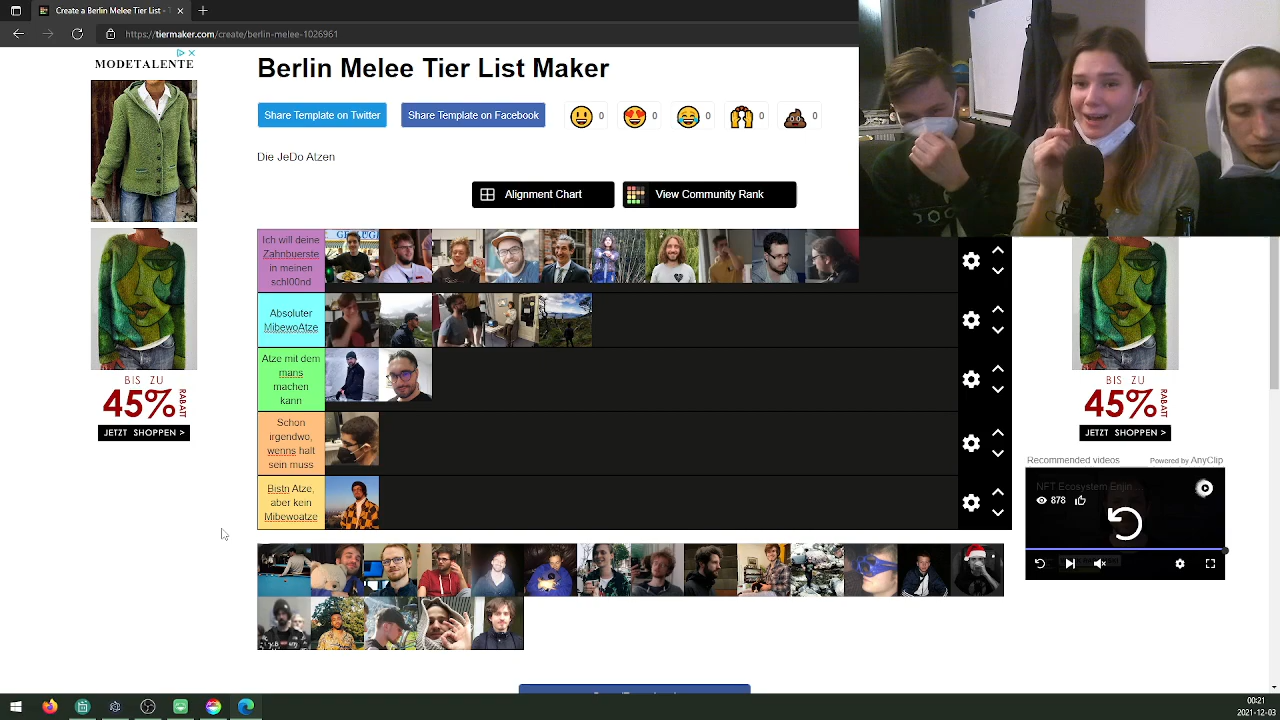 Create a Berlin Melee Tier List -
https://tiermaker.com/create/berlin-melee-1026961
MODETALENTE
BIS ZU
45%
RABATT
JETZT SHOPPEN >
Berlin Melee Tier List Maker
Share Template on Twitter
Share Template on Facebook
0
0
0
0
0
Die JeDo Atzen
Alignment Chart
View Community Rank
Ich will deine
Zahnbuerste
in meinen
schl00nd
Absoluter
MibewoAtze
Atze mit dem
mans
machen
kann
Schon
irgendwo,
wenns halt
sein muss
Bistn Atze,
aber kein
Mibewoatze
BIS ZU
45%
RABATT
JETZT SHOPPEN >
Recommended videos
Powered by AnyClip
NFT Ecosystem Enjin ...
878
00:21
2021-12-03